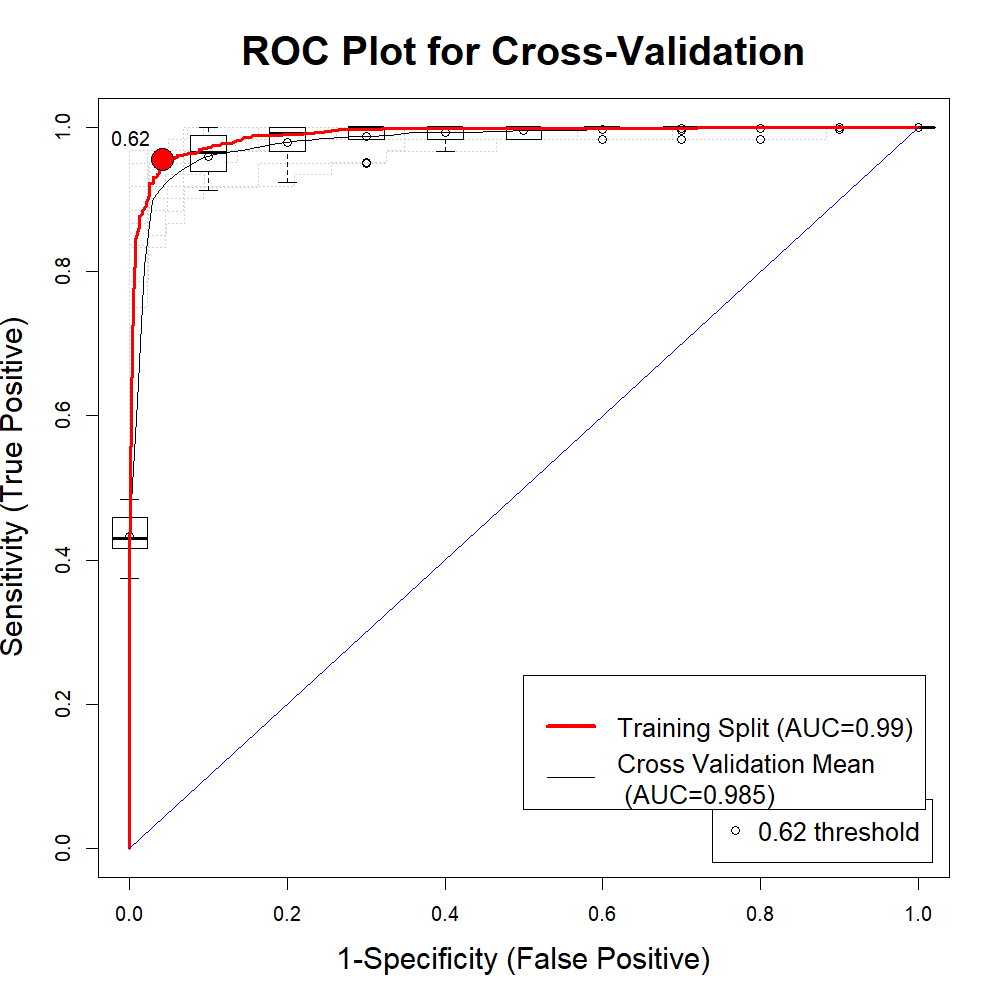 ROC Plot for Cross-Validation
Sensitivity (True Positive)
1.0
0.8
0.6
0.4
0.2
0.0
0.62
Training Split (AUC=0.99)
Cross Validation Mean
(AUC=0.985)
0.62 threshold
0.0 0.2 0.4 0.6 0.8 1.0
1-Specificity (False Positive)